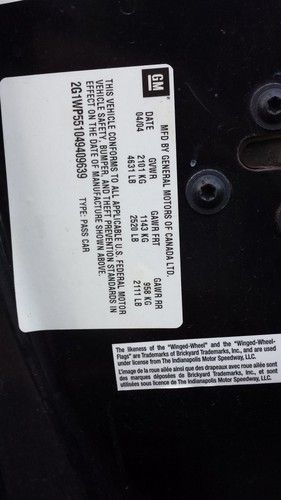 GM
MFD BY GENERAL MOTORS OF CANADA LTD.
DATE GVWR GAWR FRT GAWR RR
04/04 2101 KG 1143 KG 958 KG
4631 LB 2520 LB 2111 LB
THIS VEHICLE CONFORMS TO ALL APPLICABLE U.S. FEDERAL MOTOR
VEHICLE SAFETY, BUMPER, AND THEFT PREVENTION STANDARDS IN
EFFECT ON THE DATE OF MANUFACTURE SHOWN ABOVE.
2G1WP551049409639 TYPE: PASS CAR
The likeness of the "Winged-Wheel" and the "Winged-Wheel-
Flags" are Trademarks of Brickyard Trademarks, Inc., and used
under license from The Indianapolis Motor Speedway, LLC.
L'image de la roue ailée ainsi que des drapeaux avec roue ailée sont
des marques déposées de Brickyard Trademarks, Inc., et sont
utilisées sous licence de The Indianapolis Motor Speedway, LLC.